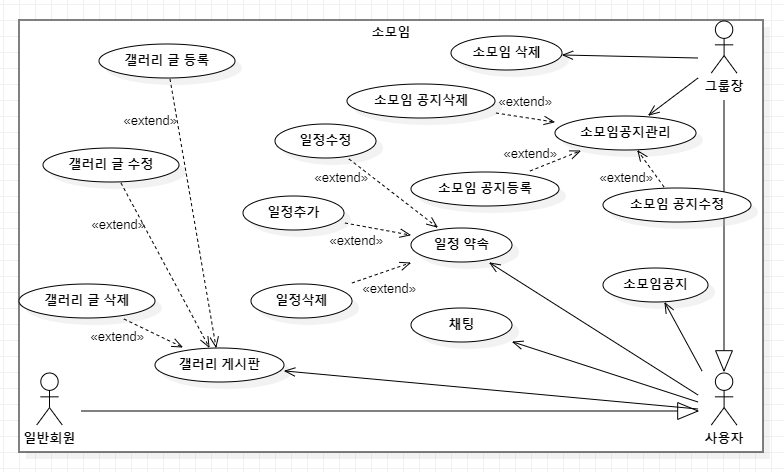 소모임
소모임 삭제
그룹장
갤러리 글 등록
소모임 공지삭제
«extend»
«extend»
일정수정
소모임공지관리
«extend»
갤러리 글 수정
«extend»
«extend»
소모임 공지등록
소모임 공지수정
일정추가
«extend»
«extend»
일정 약속
갤러리 글 삭제
일정삭제
«extend»
소모임공지
채팅
«extend»
갤러리 게시판
일반회원
사용자